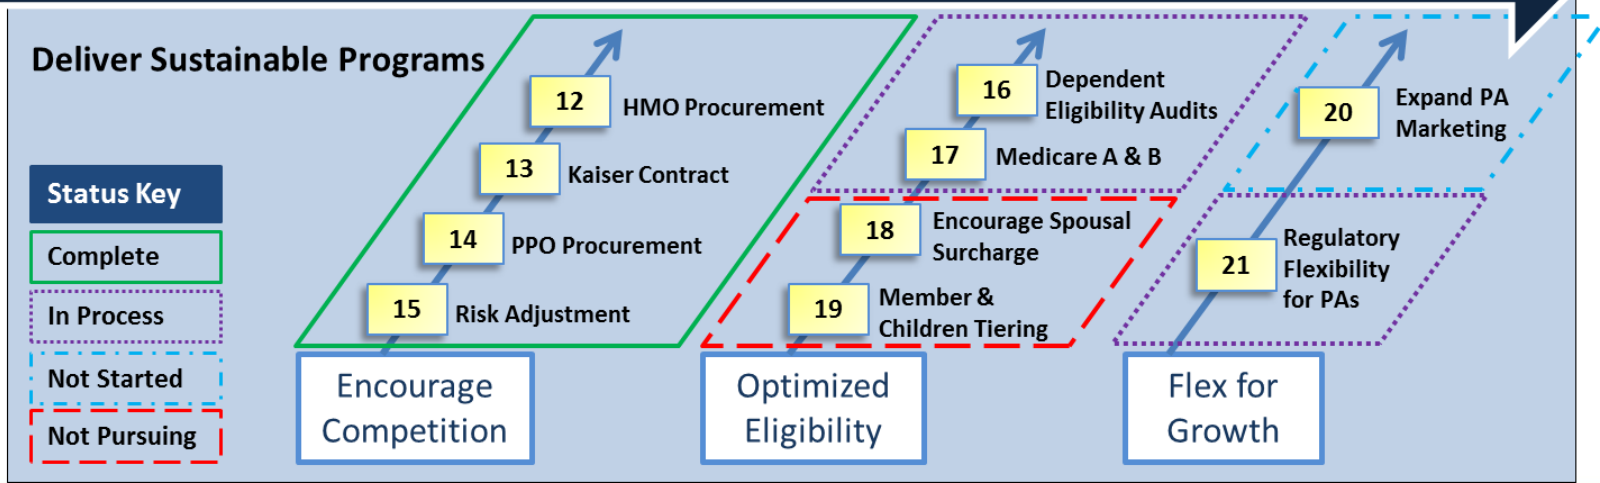 Deliver Sustainable Programs
Status Key
Complete
In Process
Not Started
Not Pursuing
12
HMO Procurement
13
Kaiser Contract
14
PPO Procurement
15
Risk Adjustment
Encourage
Competition
16
Dependent
Eligibility Audits
17
Medicare A & B
18
Encourage Spousal
Surcharge
19
Member &
Children Tiering
Optimized
Eligibility
20
Expand PA
Marketing
21
Regulatory
Flexibility
for PAs
Flex for
Growth